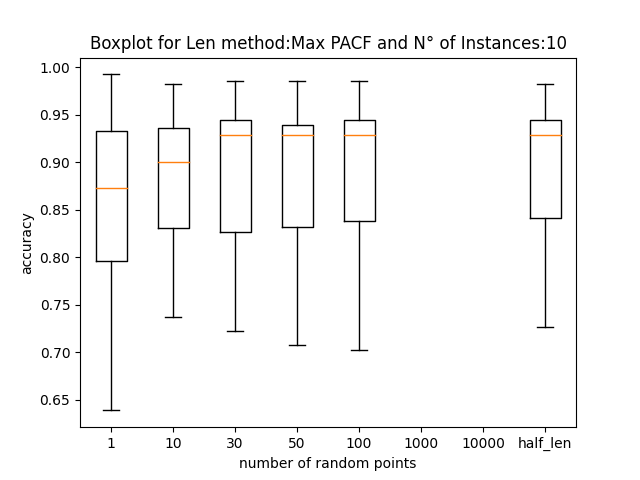 Boxplot for Len method:Max PACF and N° of Instances:10
1.00
0.95
0.90
0.85
0.80
0.75
0.70
0.65
accuracy
1 10 30 50 100 1000 10000 half_len
number of random points